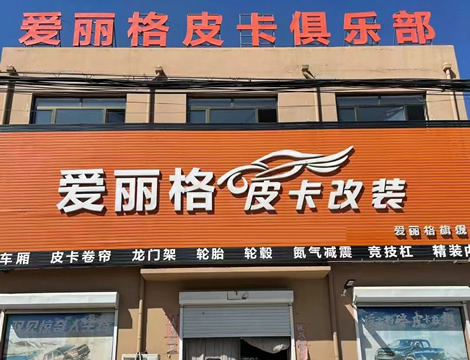 爱丽格皮卡俱乐部
爱丽格皮卡改装
爱丽格旗
车厢 皮卡卷帘 龙门架 轮胎 轮毂 氮气减震 竞技杠 精装内